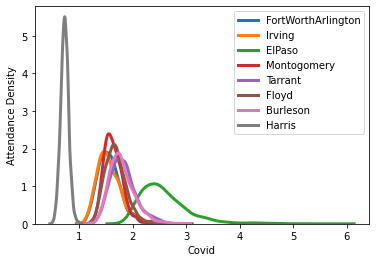 FortWorthArlington
Irving
ElPaso
Montogomery
Tarrant
Floyd
Burleson
Harris
Attendance Density
5
4
3
2
1
0
1 2 3 4 5 6
Covid